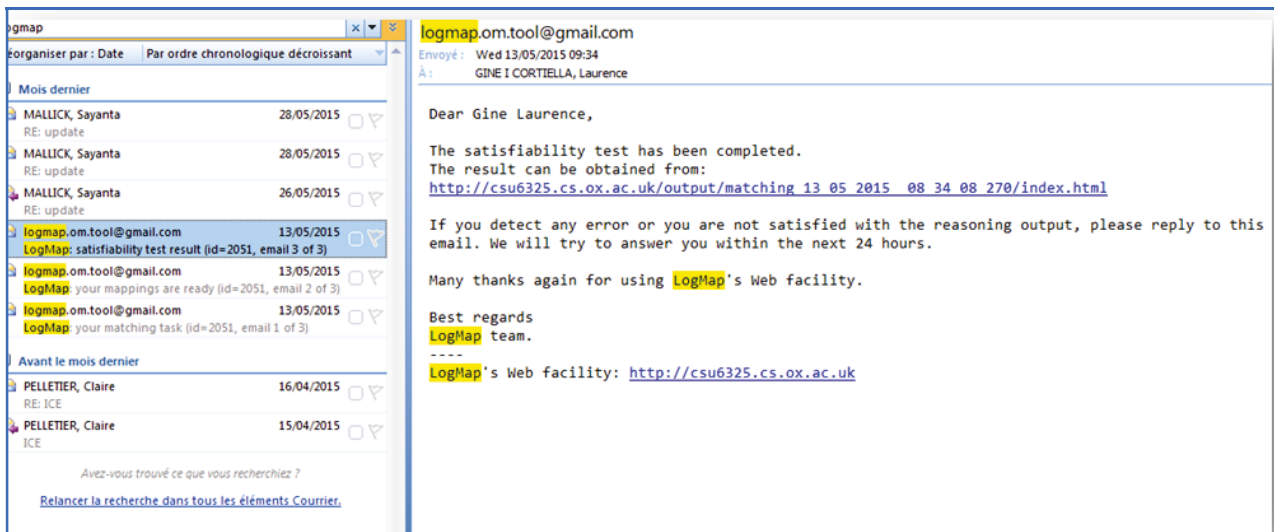 ogmap
éorganiser par : Date Par ordre chronologique décroissant
Mois dernier
MALLICK, Sayanta 28/05/2015
RE: update
MALLICK, Sayanta 28/05/2015
RE: update
MALLICK, Sayanta 26/05/2015
RE: update
logmap.om.tool@gmail.com 13/05/2015
LogMap: satisfiability test result (id=2051, email 3 of 3)
logmap.om.tool@gmail.com 13/05/2015
LogMap: your mappings are ready (id=2051, email 2 of 3)
logmap.om.tool@gmail.com 13/05/2015
LogMap: your matching task (id=2051, email 1 of 3)
Avant le mois dernier
PELLETIER, Claire 16/04/2015
RE: ICE
PELLETIER, Claire 15/04/2015
ICE
Avez-vous trouvé ce que vous recherchiez ?
Relancer la recherche dans tous les éléments Courrier.
logmap.om.tool@gmail.com
Envoyé : Wed 13/05/2015 09:34
À : GINE I CORTIELLA, Laurence
Dear Gine Laurence,
The satisfiability test has been completed.
The result can be obtained from:
http://csu6325.cs.ox.ac.uk/output/matching_13_05_2015__08_34_08_270/index.html
If you detect any error or you are not satisfied with the reasoning output, please reply to this
email. We will try to answer you within the next 24 hours.
Many thanks again for using LogMap's Web facility.
Best regards
LogMap team.
----
LogMap's Web facility: http://csu6325.cs.ox.ac.uk